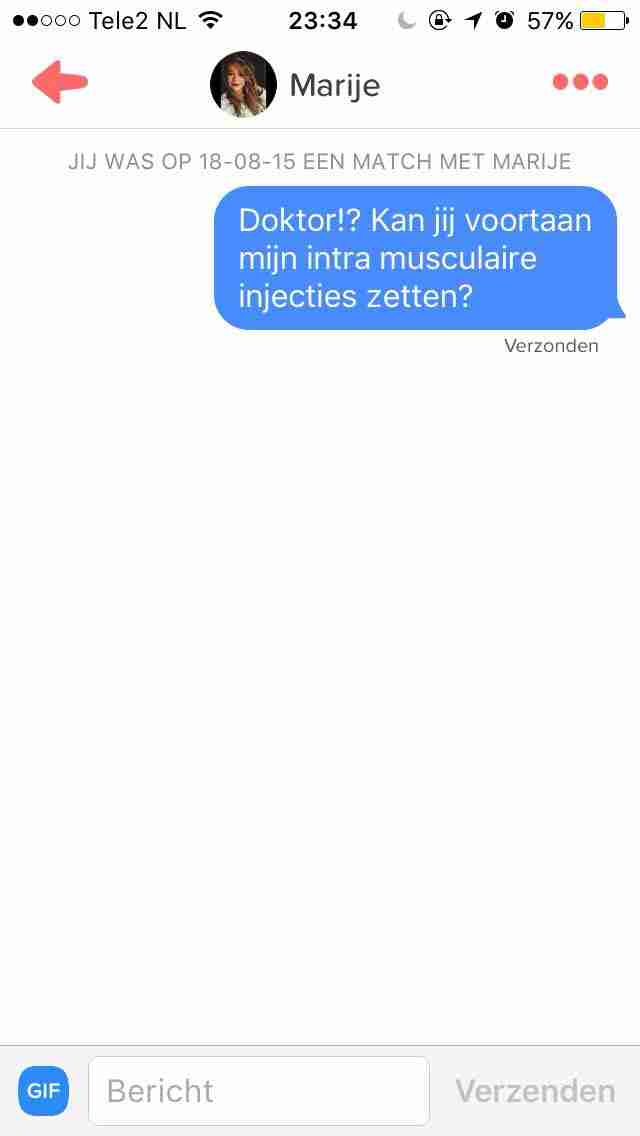 Tele2 NL 23:34 57%
Marije
JIJ WAS OP 18-08-15 EEN MATCH MET MARIJE
Doktor!? Kan jij voortaan
mijn intra musculaire
injecties zetten?
Verzonden
GIF Bericht Verzenden